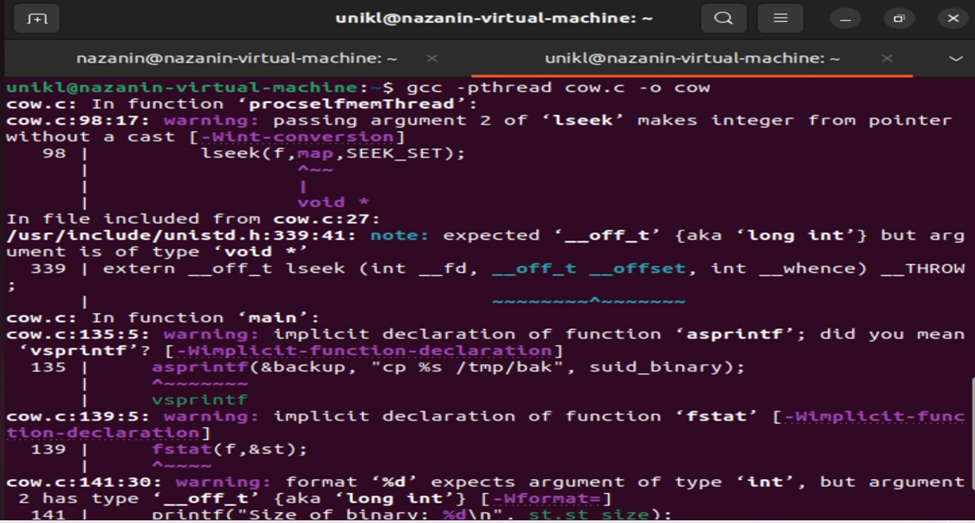 unikl@nazanin-virtual-machine: ~
nazanin@nazanin-virtual-machine: ~
unikl@nazanin-virtual-machine: ~
unikl@nazanin-virtual-machine:~$ gcc -pthread cow.c -o cow
cow.c: In function ‘procselfmemThread’:
cow.c:98:17: warning: passing argument 2 of ‘lseek’ makes integer from pointer
without a cast [-Wint-conversion]
   98 |         lseek(f,map,SEEK_SET);
      |                 ^~~
      |                 |
      |                 void *
In file included from cow.c:27:
/usr/include/unistd.h:339:41: note: expected ‘__off_t’ {aka ‘long int’} but arg
ument is of type ‘void *’
  339 | extern __off_t lseek (int __fd, __off_t __offset, int __whence) __THROW
;
      |                                 ~~~~~~~~^~~~~~~~
cow.c: In function ‘main’:
cow.c:135:5: warning: implicit declaration of function ‘asprintf’; did you mean
 ‘vsprintf’? [-Wimplicit-function-declaration]
  135 |     asprintf(&backup, "cp %s /tmp/bak", suid_binary);
      |     ^~~~~~~~
      |     vsprintf
cow.c:139:5: warning: implicit declaration of function ‘fstat’ [-Wimplicit-func
tion-declaration]
  139 |     fstat(f,&st);
      |     ^~~~~
cow.c:141:30: warning: format ‘%d’ expects argument of type ‘int’, but argument
 2 has type ‘__off_t’ {aka ‘long int’} [-Wformat=]
  141 |     printf("Size of binary: %d\n", st.st_size);